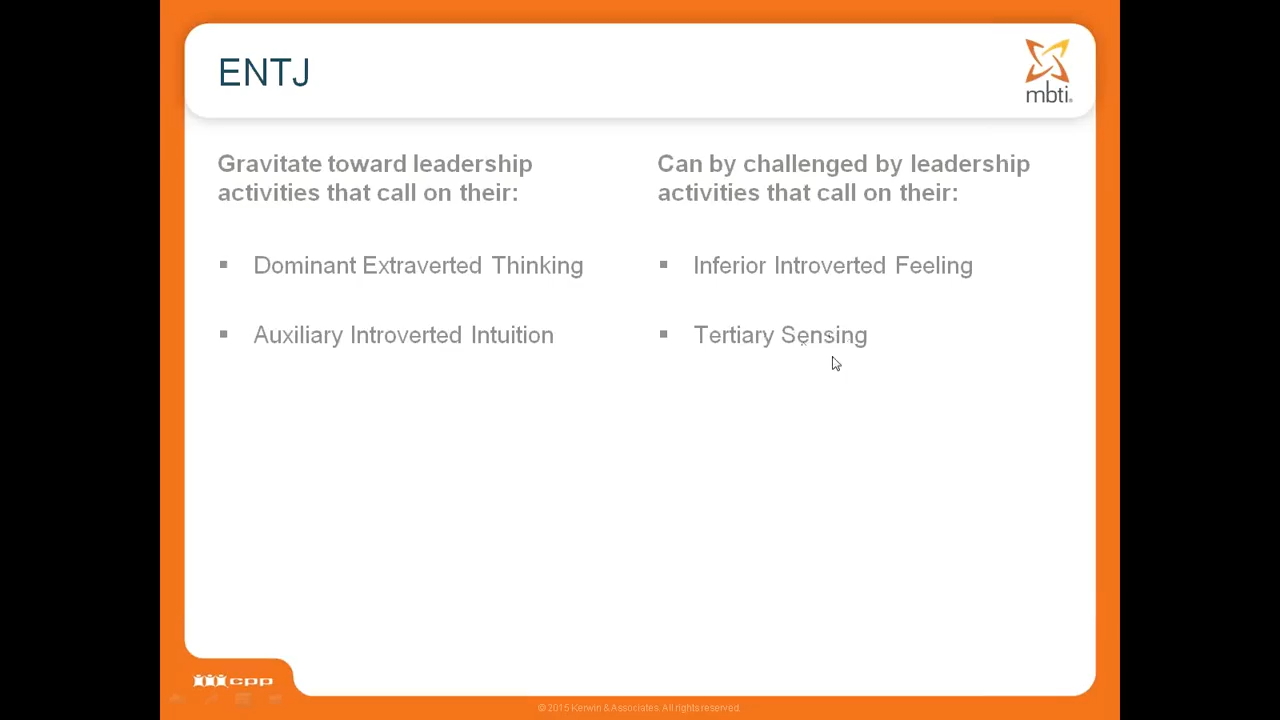 ENTJ
mbti®
Gravitate toward leadership
activities that call on their:
▪ Dominant Extraverted Thinking
▪ Auxiliary Introverted Intuition
Can by challenged by leadership
activities that call on their:
▪ Inferior Introverted Feeling
▪ Tertiary Sensing
cpp
© 2015 Kerwin & Associates. All rights reserved.